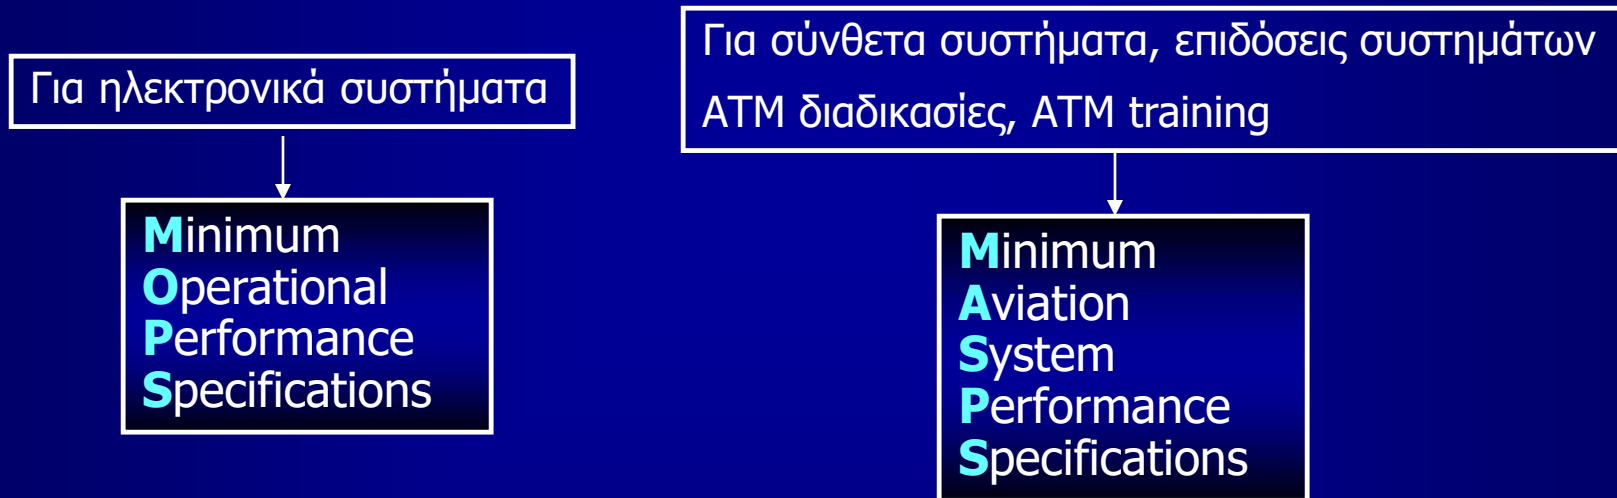 Για ηλεκτρονικά συστήματα
Minimum
Operational
Performance
Specifications
Για σύνθετα συστήματα, επιδόσεις συστημάτων
ATM διαδικασίες, ATM training
Minimum
Aviation
System
Performance
Specifications